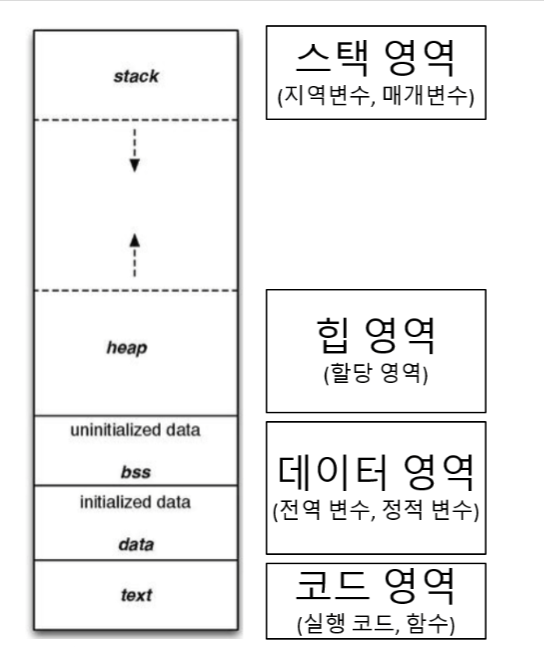 stack
스택 영역
(지역변수, 매개변수)
heap
힙 영역
(할당 영역)
uninitialized data
bss
initialized data
data
데이터 영역
(전역 변수, 정적 변수)
text
코드 영역
(실행 코드, 함수)